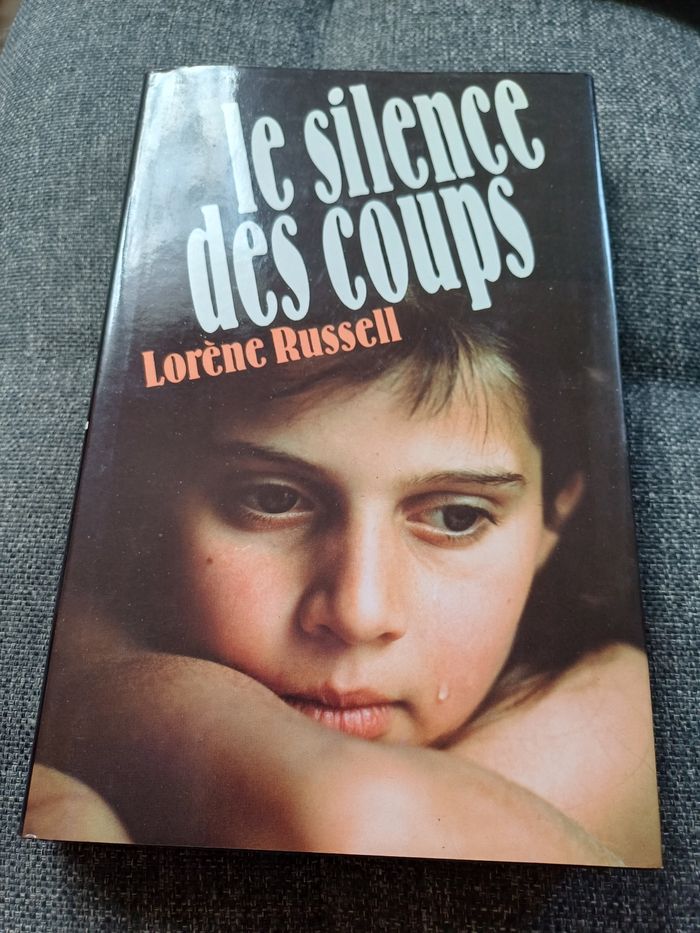 le silence
des coups
Lorène Russell